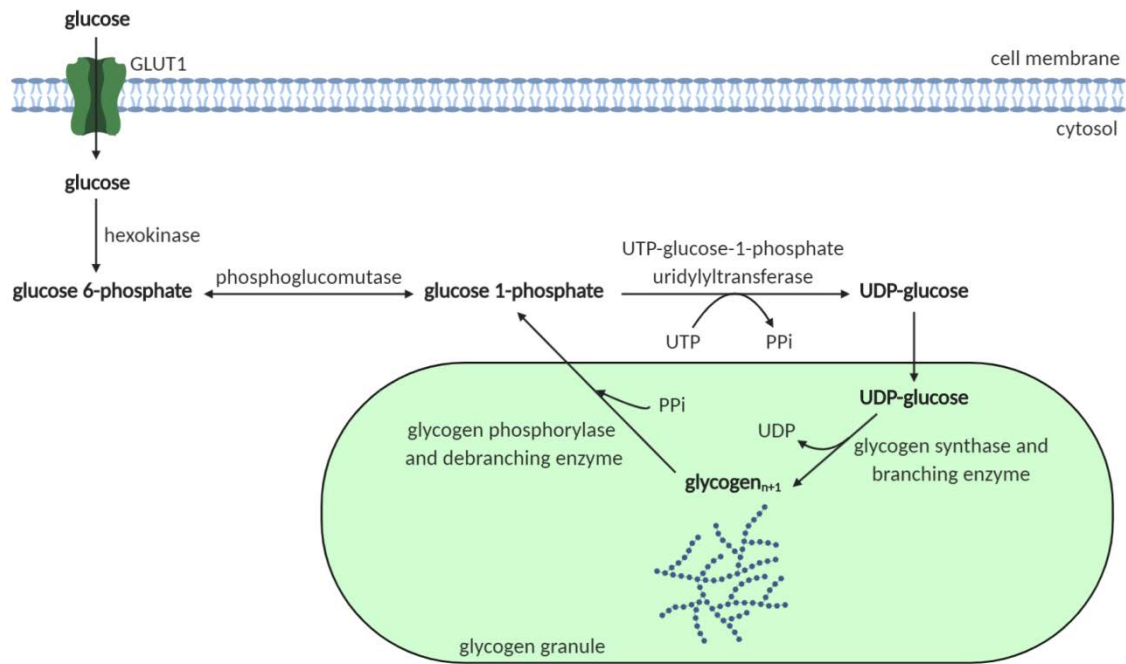 glucose
GLUT1
cell membrane
cytosol
glucose
hexokinase
UTP-glucose-1-phosphate
uridylyltransferase
glucose 6-phosphate
phosphoglucomutase
glucose 1-phosphate
UDP-glucose
UTP
PPi
UDP-glucose
PPi
UDP
glycogen phosphorylase
and debranching enzyme
glycogen synthase and
branching enzyme
glycogenn+1
glycogen granule